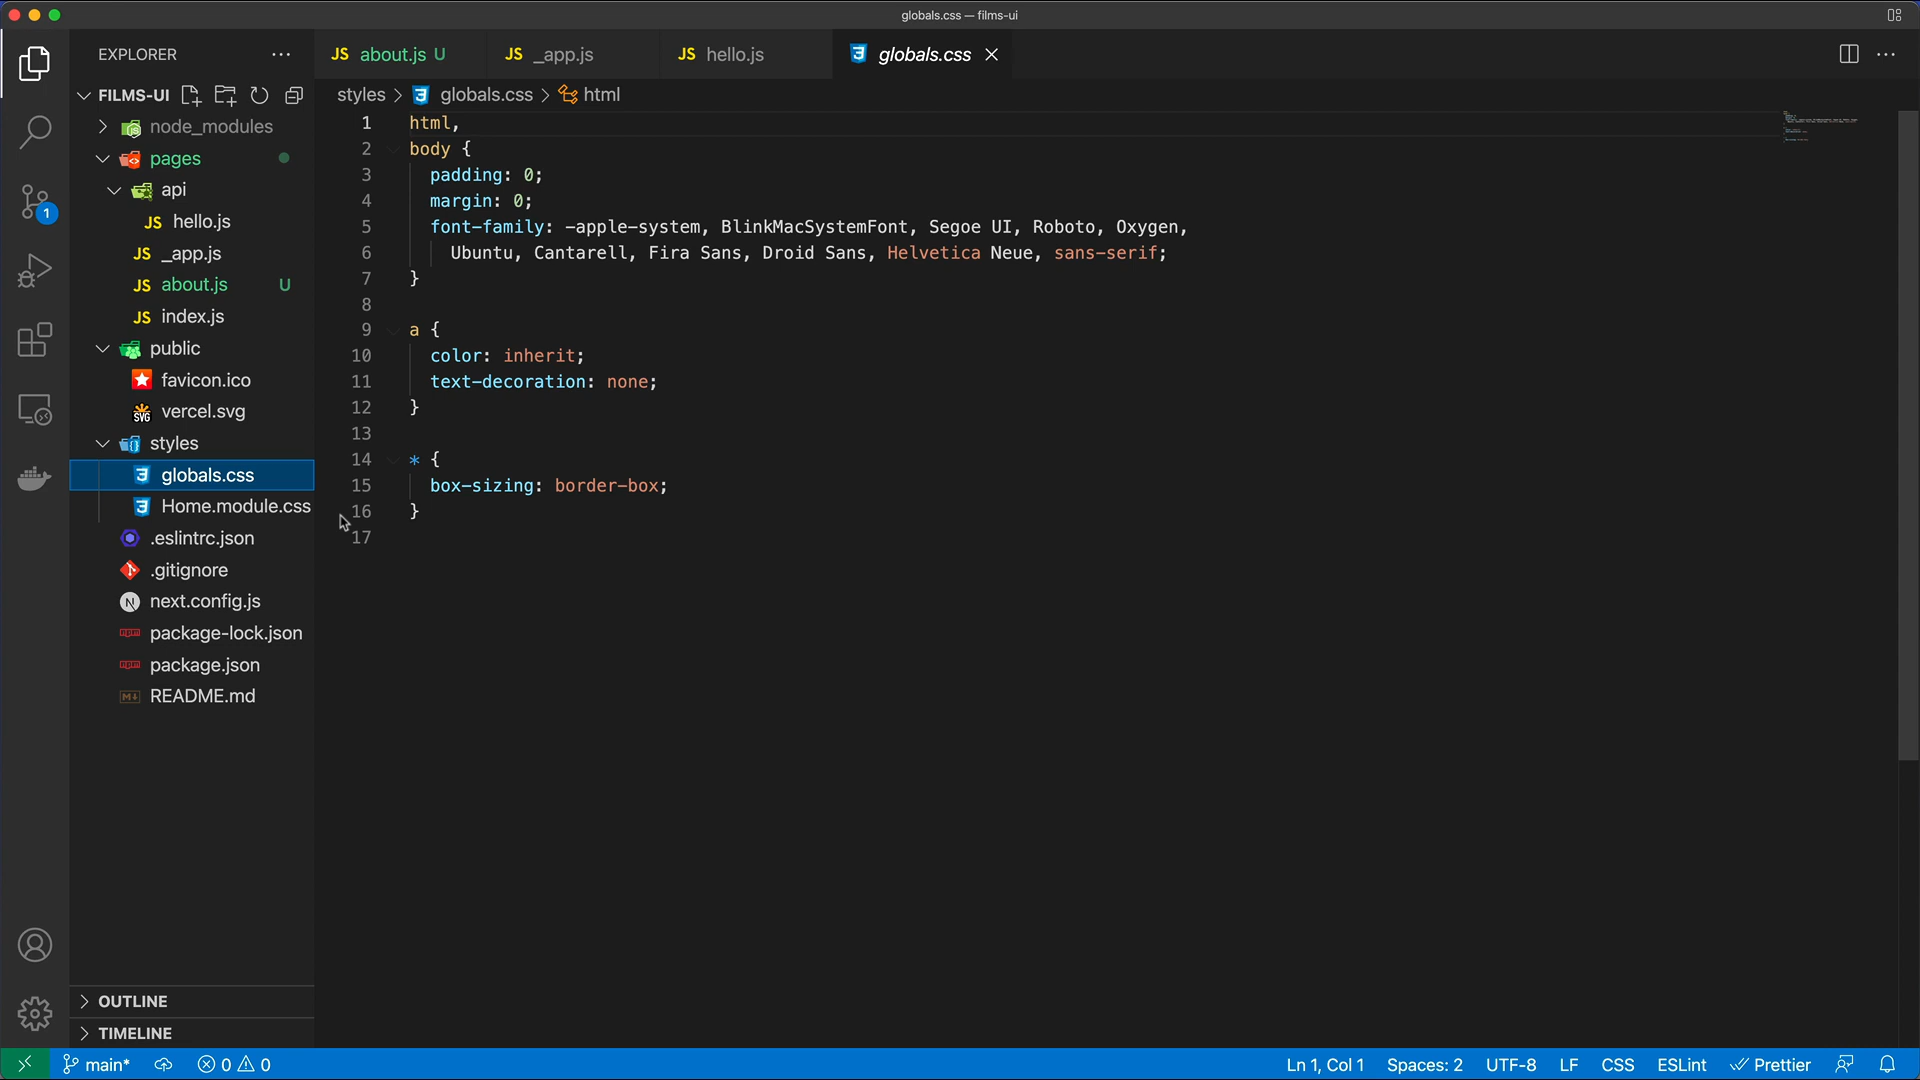 globals.css — films-ui
EXPLORER
JS about.js U
JS _app.js
JS hello.js
globals.css
FILMS-UI
styles > globals.css > html
node_modules
pages
api
JS hello.js
JS _app.js
JS about.js U
JS index.js
public
favicon.ico
SVG vercel.svg
styles
globals.css
Home.module.css
.eslintrc.json
.gitignore
N next.config.js
package-lock.json
package.json
M↓ README.md
1 html,
2 body {
3 padding: 0;
4 margin: 0;
5 font-family: -apple-system, BlinkMacSystemFont, Segoe UI, Roboto, Oxygen,
6 Ubuntu, Cantarell, Fira Sans, Droid Sans, Helvetica Neue, sans-serif;
7 }
8
9 a {
10 color: inherit;
11 text-decoration: none;
12 }
13
14 * {
15 box-sizing: border-box;
16 }
17
1
OUTLINE
TIMELINE
main* 0 0 Ln 1, Col 1 Spaces: 2 UTF-8 LF CSS ESLint Prettier